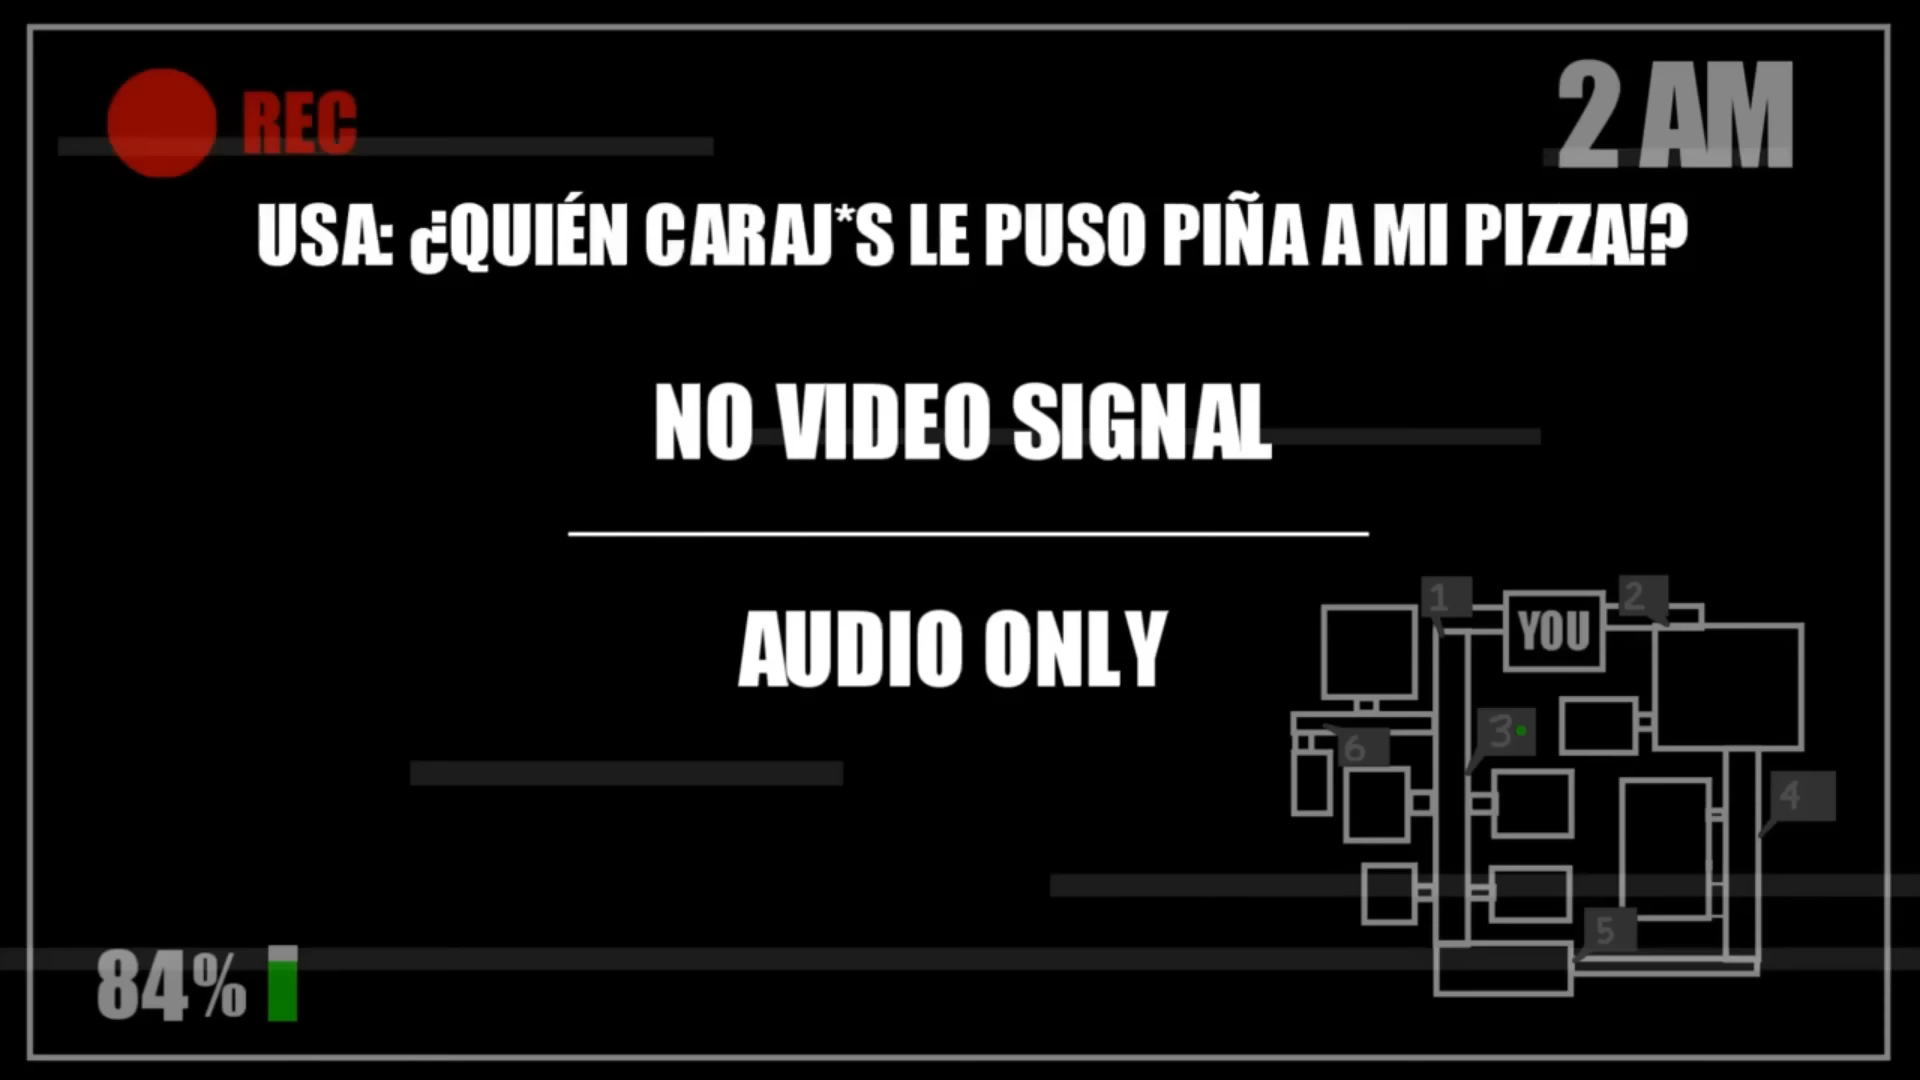 REC
2 AM
USA: ¿QUIÉN CARAJ*S LE PUSO PIÑA A MI PIZZA!?
NO VIDEO SIGNAL
AUDIO ONLY
1
YOU
2
3
6
4
5
84%